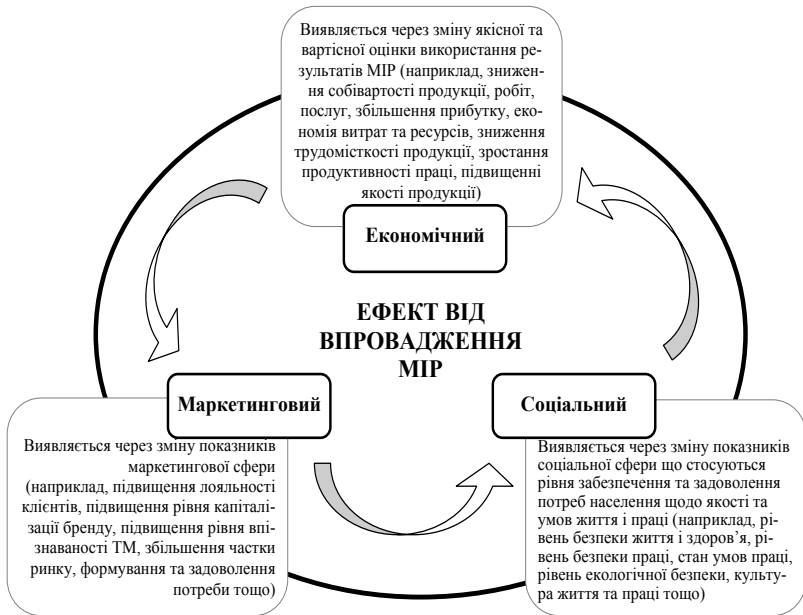 Виявляється через зміну якісної та
вартісної оцінки використання ре-
зультатів МІР (наприклад, знижен-
ня собівартості продукції, робіт,
послуг, збільшення прибутку, еко-
номія витрат та ресурсів, зниження
трудомісткості продукції, зростання
продуктивності праці, підвищенні
якості продукції)
Економічний
ЕФЕКТ ВІД
ВПРОВАДЖЕННЯ
МІР
Маркетинговий
Виявляється через зміну показників
маркетингової сфери
(наприклад, підвищення лояльності
клієнтів, підвищення рівня капіталі-
зації бренду, підвищення рівня впі-
знаваності ТМ, збільшення частки
ринку, формування та задоволення
потреби тощо)
Соціальний
Виявляється через зміну показників
соціальної сфери що стосуються
рівня забезпечення та задоволення
потреб населення щодо якості та
умов життя і праці (наприклад, рі-
вень безпеки життя і здоров’я, рі-
вень безпеки праці, стан умов праці,
рівень екологічної безпеки, культу-
ра життя та праці тощо)